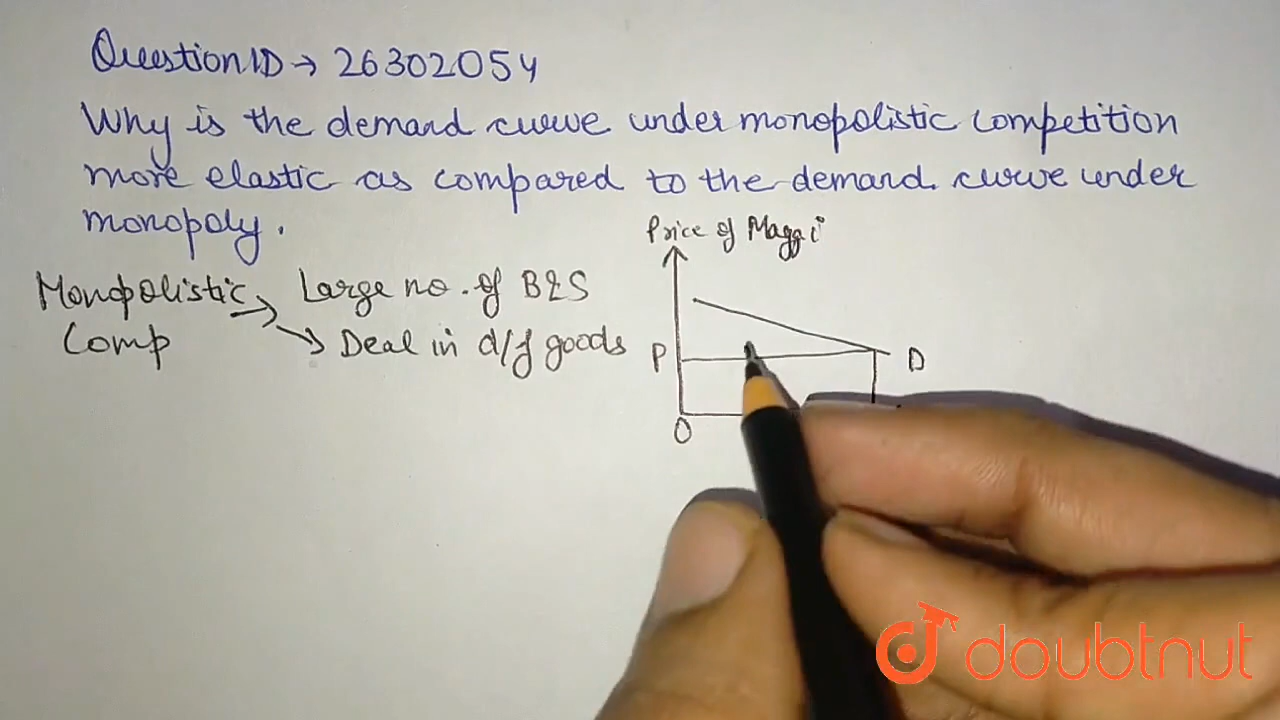 Question ID → 26302054
Why is the demand curve under monopolistic competition
more elastic as compared to the demand curve under
monopoly.
Price of Maggi
Monopolistic Large no. of B&S
Comp Deal in d/f goods
P D
O
doubtnut